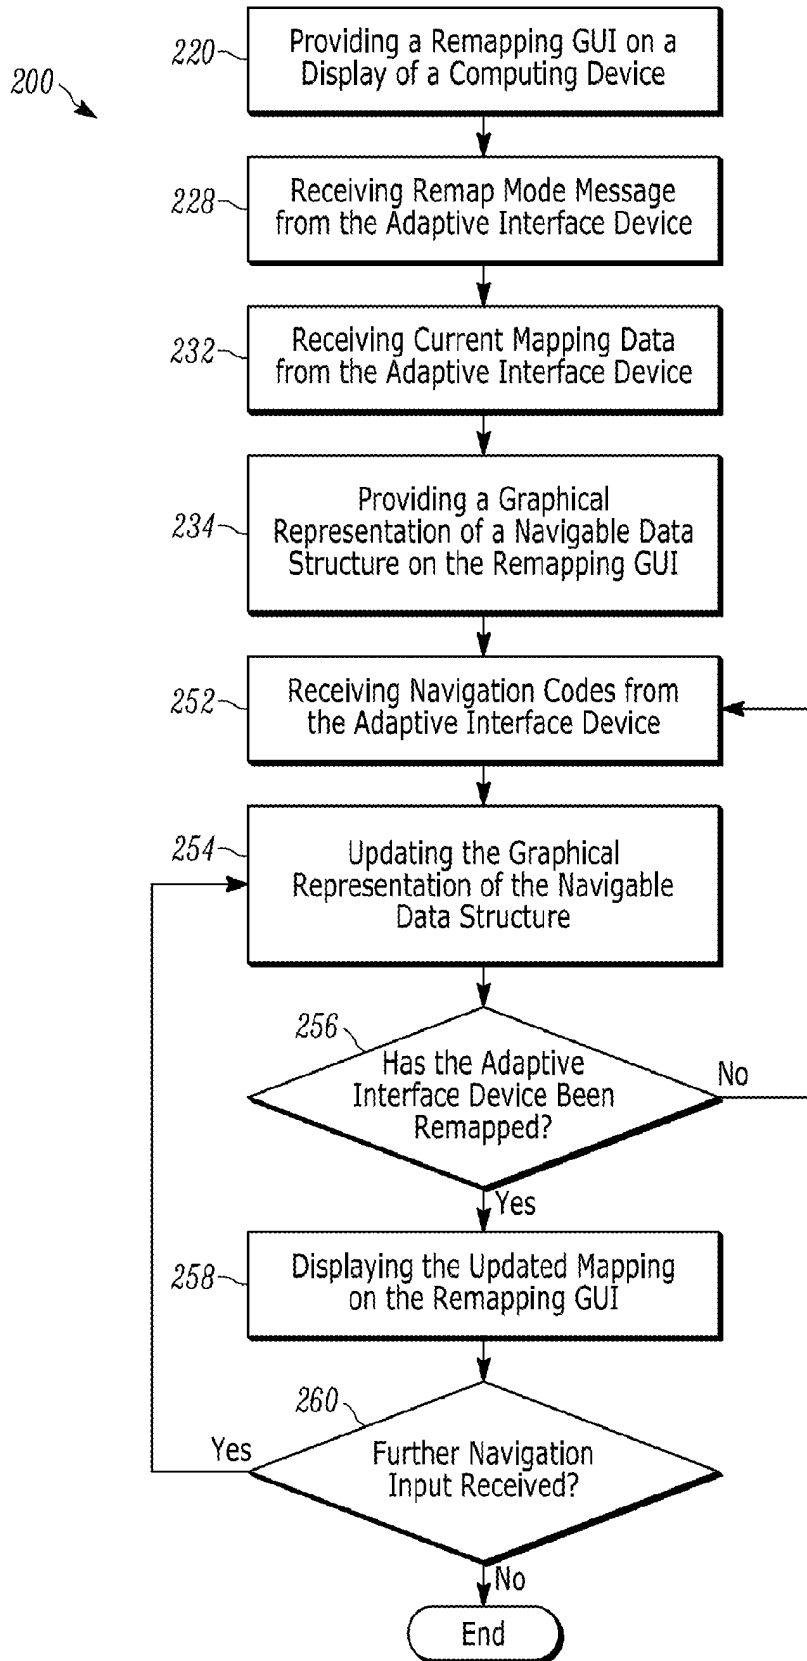 200
220
Providing a Remapping GUI on a
Display of a Computing Device
228
Receiving Remap Mode Message
from the Adaptive Interface Device
232
Receiving Current Mapping Data
from the Adaptive Interface Device
234
Providing a Graphical
Representation of a Navigable Data
Structure on the Remapping GUI
252
Receiving Navigation Codes from
the Adaptive Interface Device
254
Updating the Graphical
Representation of the Navigable
Data Structure
256
Has the Adaptive
Interface Device Been
Remapped?
No
Yes
258
Displaying the Updated Mapping
on the Remapping GUI
260
Yes
Further Navigation
Input Received?
No
End